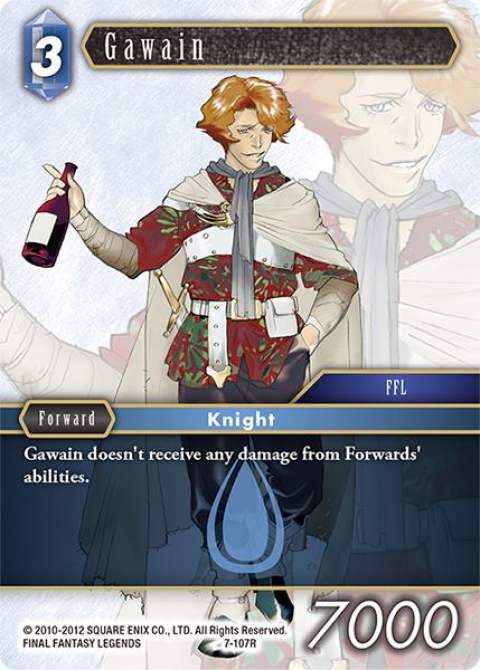 3
Gawain
FFL
Forward
Knight
Gawain doesn't receive any damage from Forwards'
abilities.
© 2010-2012 SQUARE ENIX CO., LTD. All Rights Reserved.
FINAL FANTASY LEGENDS
7-107R
7000